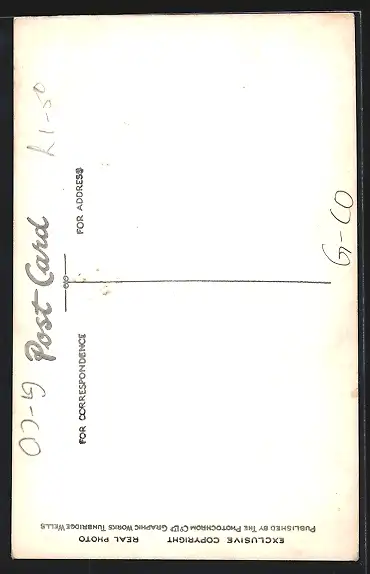 Post Card
FOR CORRESPONDENCE
FOR ADDRESS
EXCLUSIVE COPYRIGHT REAL PHOTO
PUBLISHED BY THE PHOTOCHROM Co Ltd GRAPHIC WORKS TUNBRIDGE WELLS
G-CO